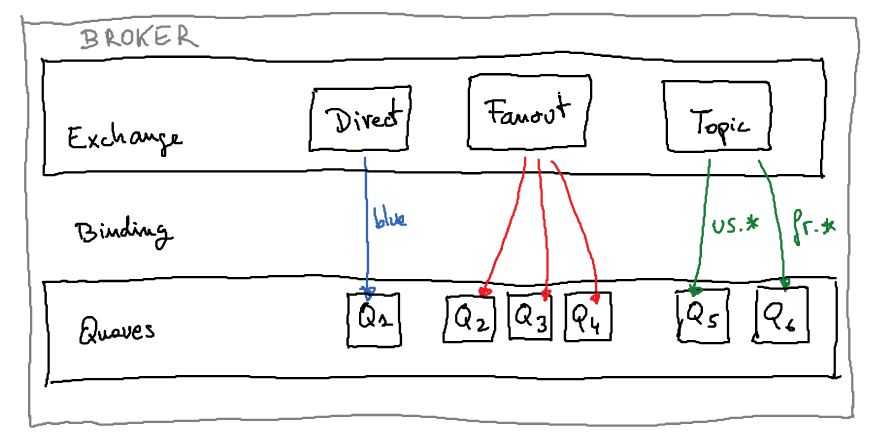 BROKER
Exchange
Direct
Fanout
Topic
Binding
blue
us.*
fr.*
Queues
Q1
Q2
Q3
Q4
Q5
Q6